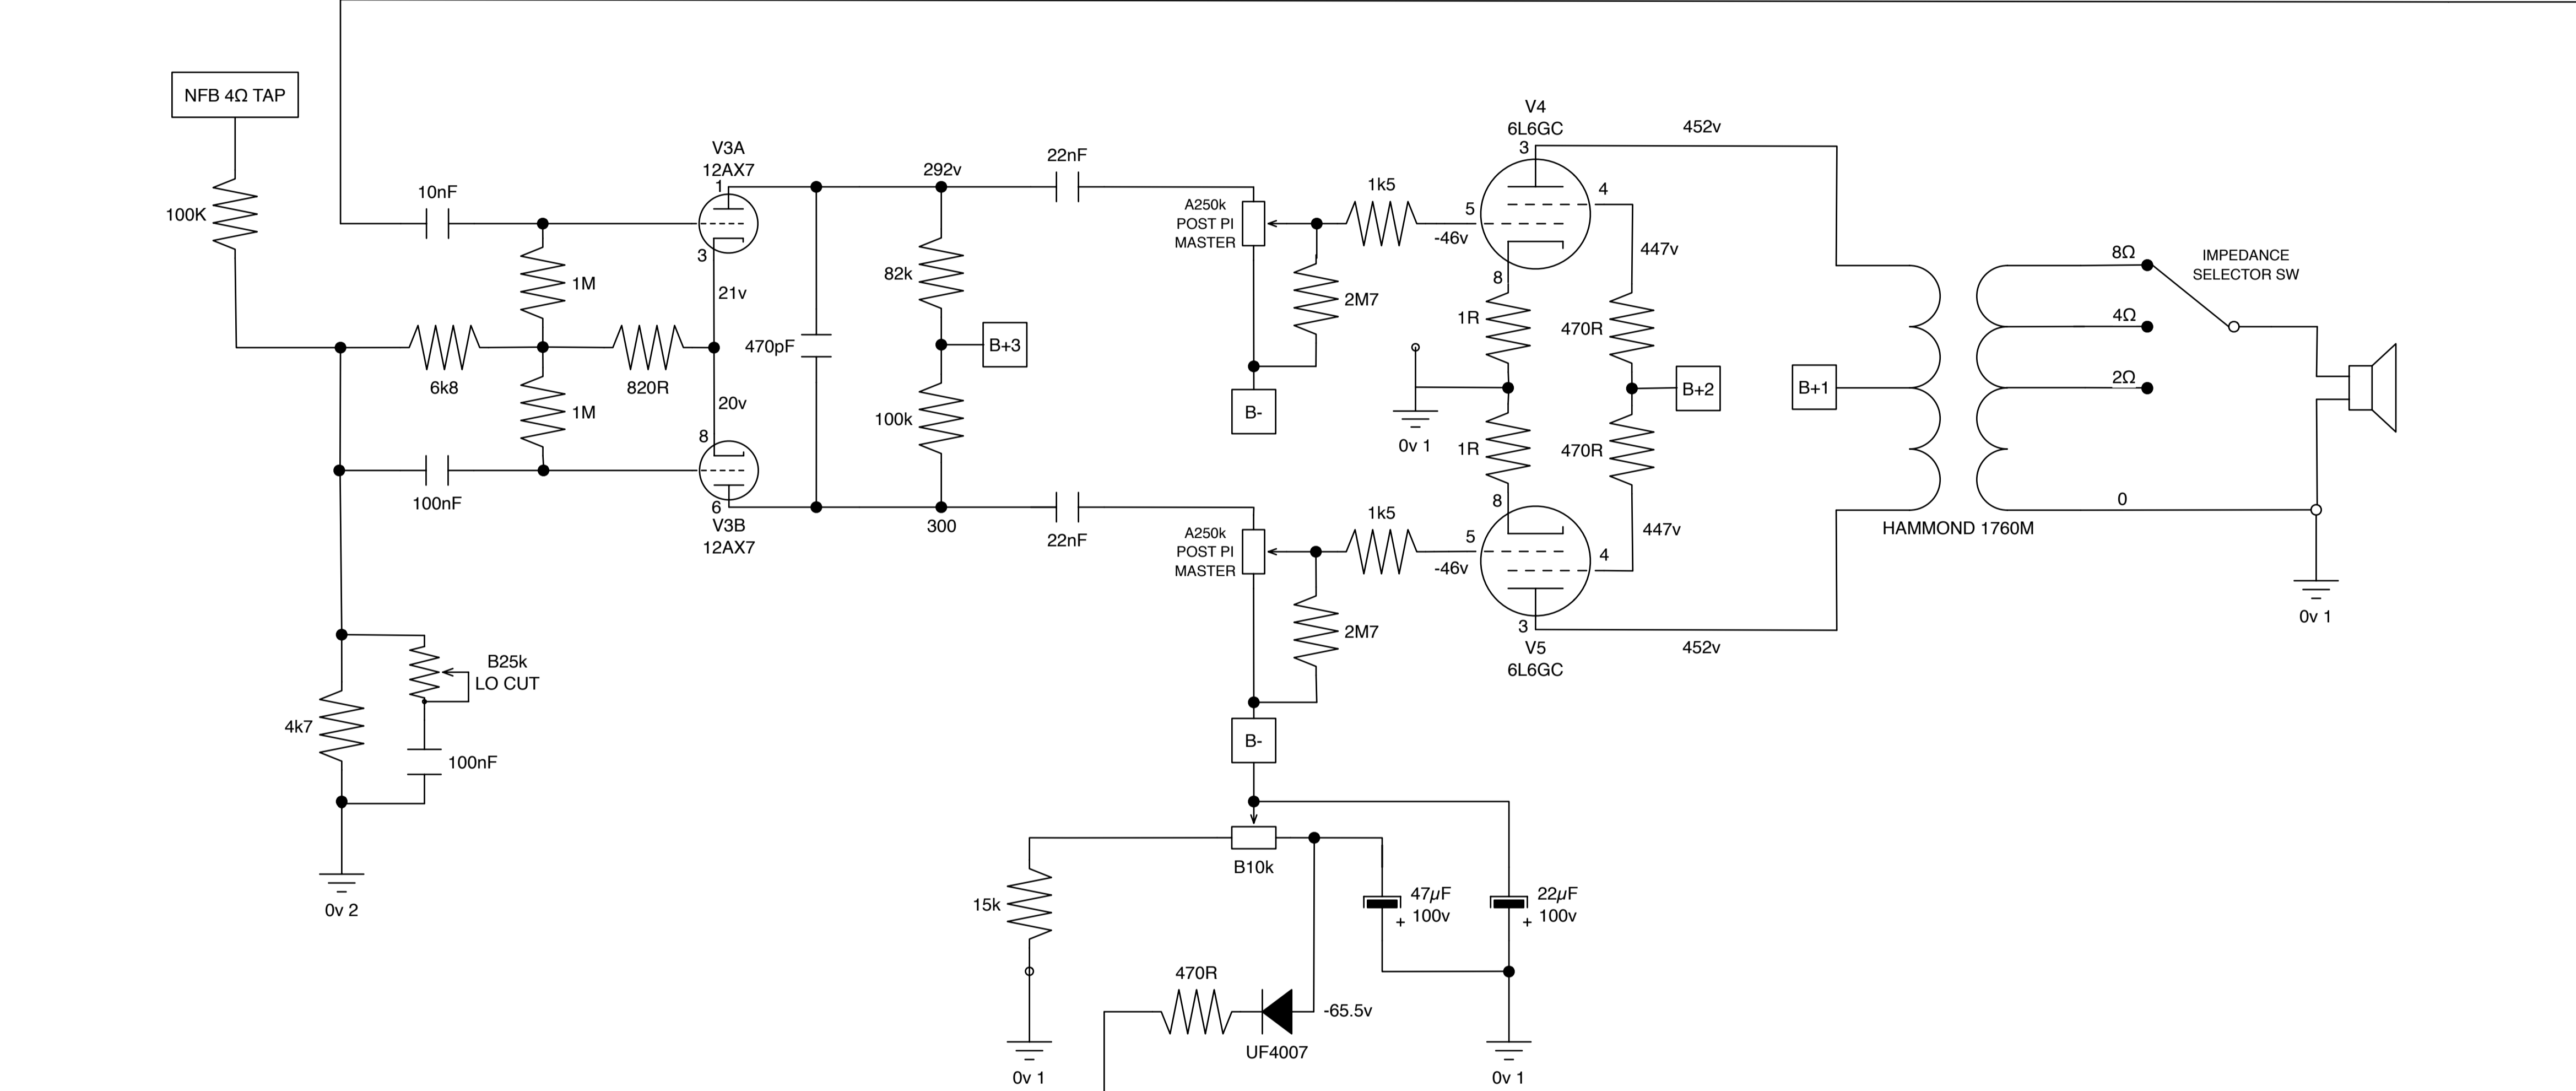 NFB 4Ω TAP
100K
10nF
1M
6k8
1M
820R
100nF
V3A
12AX7
1
3
21v
20v
8
6
V3B
12AX7
470pF
292v
82k
B+3
100k
300
22nF
22nF
A250k
POST PI
MASTER
2M7
1k5
B-
A250k
POST PI
MASTER
1k5
2M7
B-
V4
6L6GC
3
5
-46v
4
8
447v
1R
470R
0v 1
B+2
1R
470R
8
5
-46v
4
447v
3
V5
6L6GC
452v
452v
B+1
HAMMOND 1760M
8Ω
4Ω
2Ω
0
IMPEDANCE
SELECTOR SW
0v 1
B25k
LO CUT
4k7
100nF
0v 2
B10k
15k
47µF
+ 100v
22µF
+ 100v
470R
-65.5v
UF4007
0v 1
0v 1